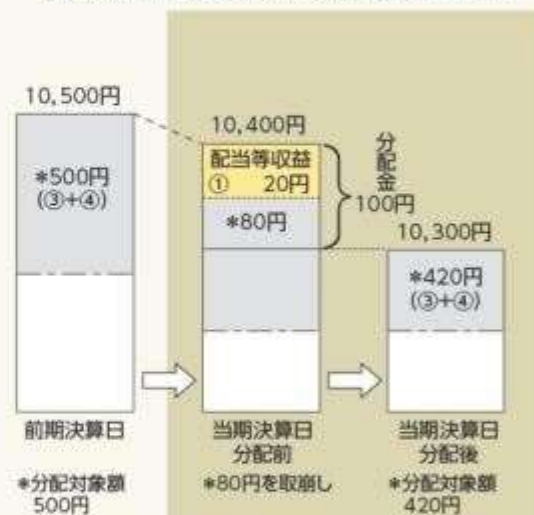 10,500円
*500円
(③+④)
前期決算日
*分配対象額
500円
10,400円
配当等収益
① 20円
*80円
分配金
100円
当期決算日
分配前
*80円を取崩し
10,300円
*420円
(③+④)
当期決算日
分配後
*分配対象額
420円